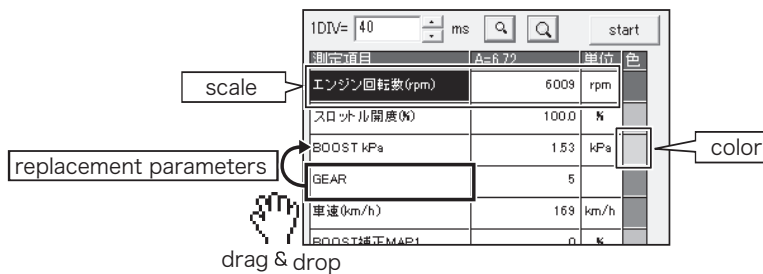 1DIV= 40 ms start
測定項目 A=6.72 単位 色
scale
エンジン回転数(rpm) 6009 rpm
スロットル開度(%) 100.0 %
BOOST kPa 1.53 kPa
color
replacement parameters
GEAR 5
車速(km/h) 169 km/h
BOOST補正MAP1 0 %
drag & drop